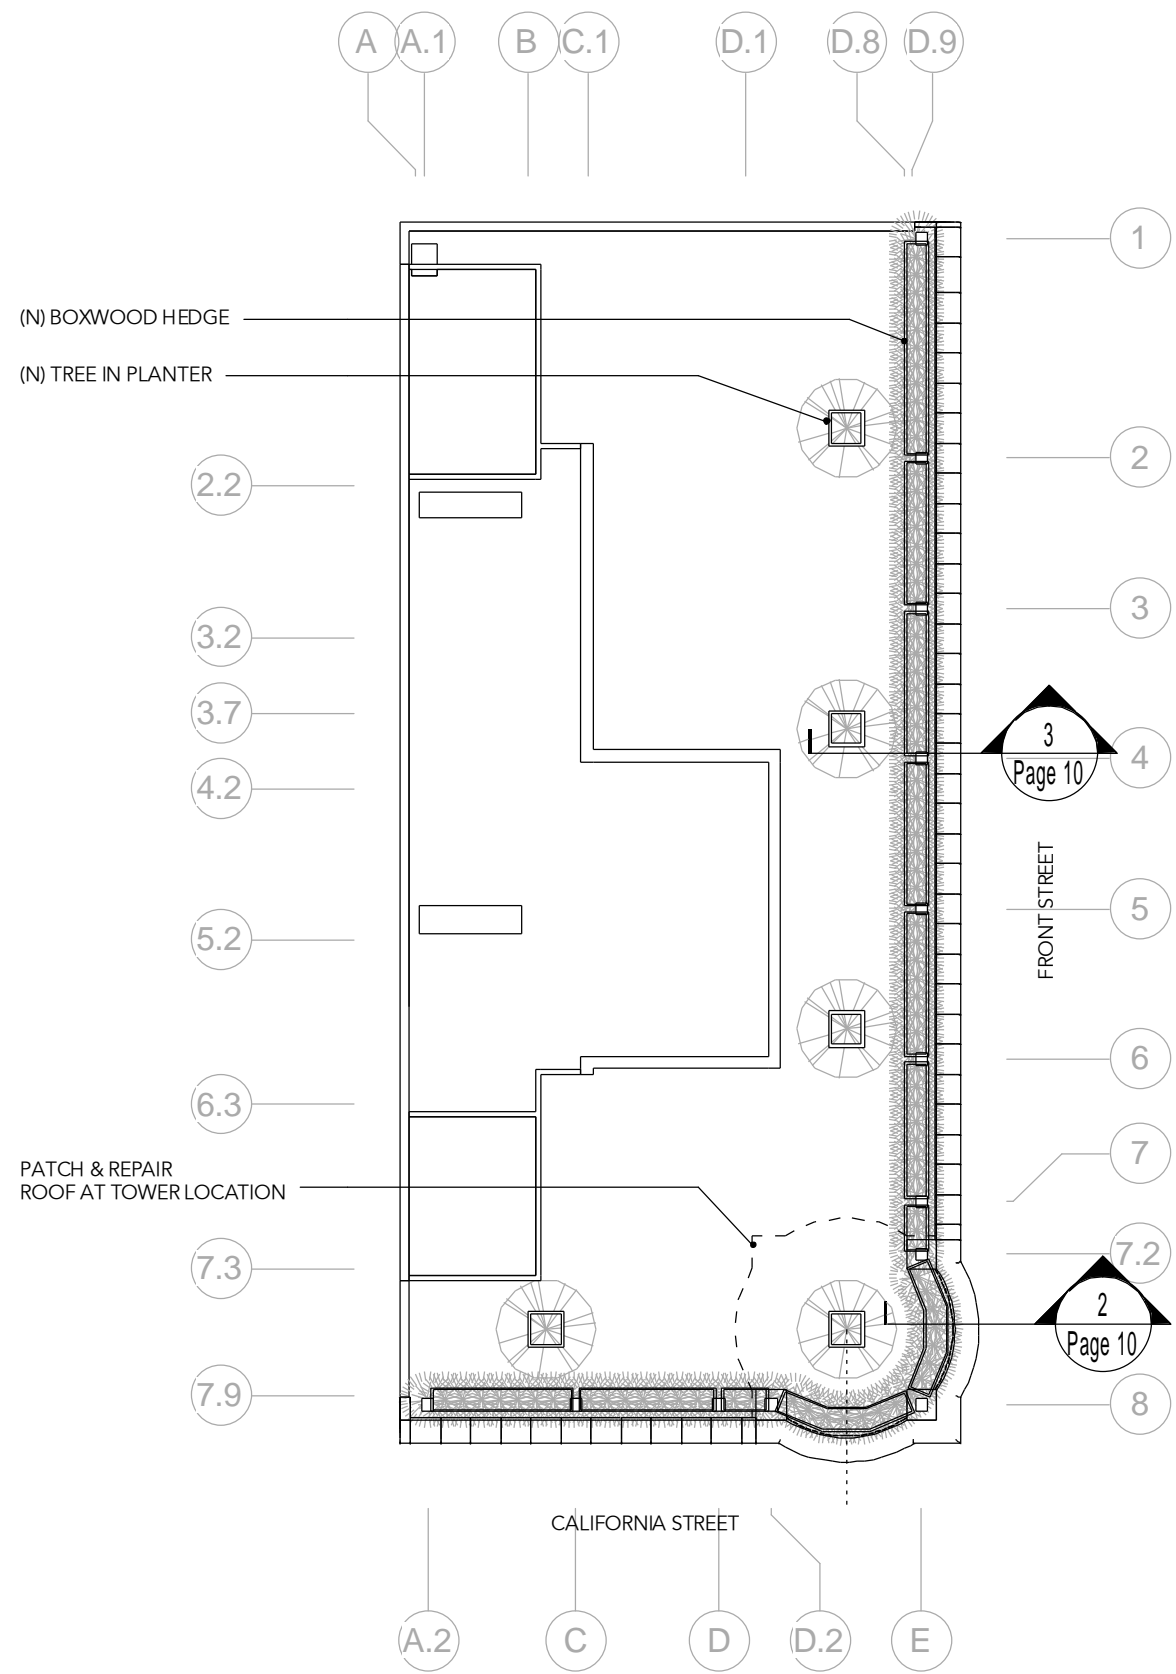 A
A.1
B
C.1
D.1
D.8
D.9
1
(N) BOXWOOD HEDGE
(N) TREE IN PLANTER
2
2.2
3
3.2
3.7
3
Page 10
4
4.2
FRONT STREET
5
5.2
6
6.3
7
PATCH & REPAIR
ROOF AT TOWER LOCATION
7.2
7.3
2
Page 10
7.9
8
CALIFORNIA STREET
A.2
C
D
D.2
E